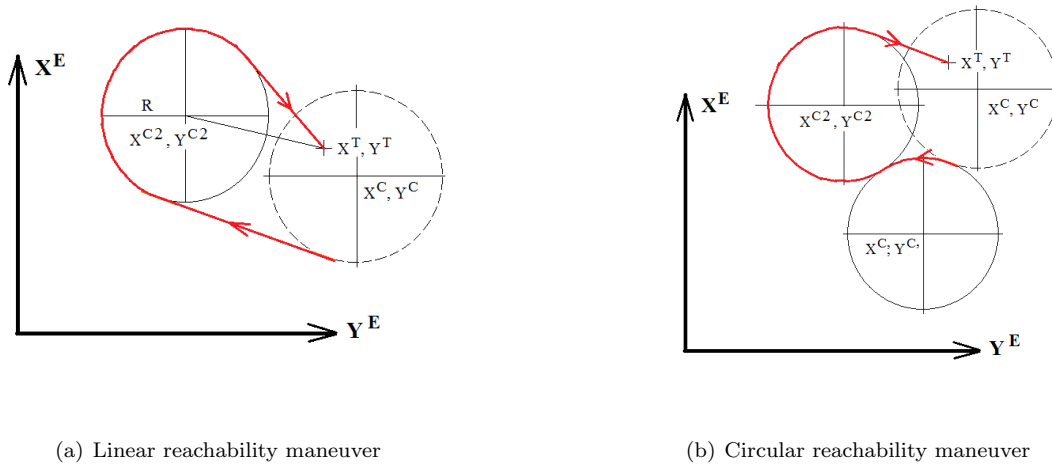 X^E
R
X^C2, Y^C2
X^T, Y^T
X^C, Y^C
Y^E
(a) Linear reachability maneuver
X^E
X^T, Y^T
X^C, Y^C
X^C2, Y^C2
X^C', Y^C'
Y^E
(b) Circular reachability maneuver